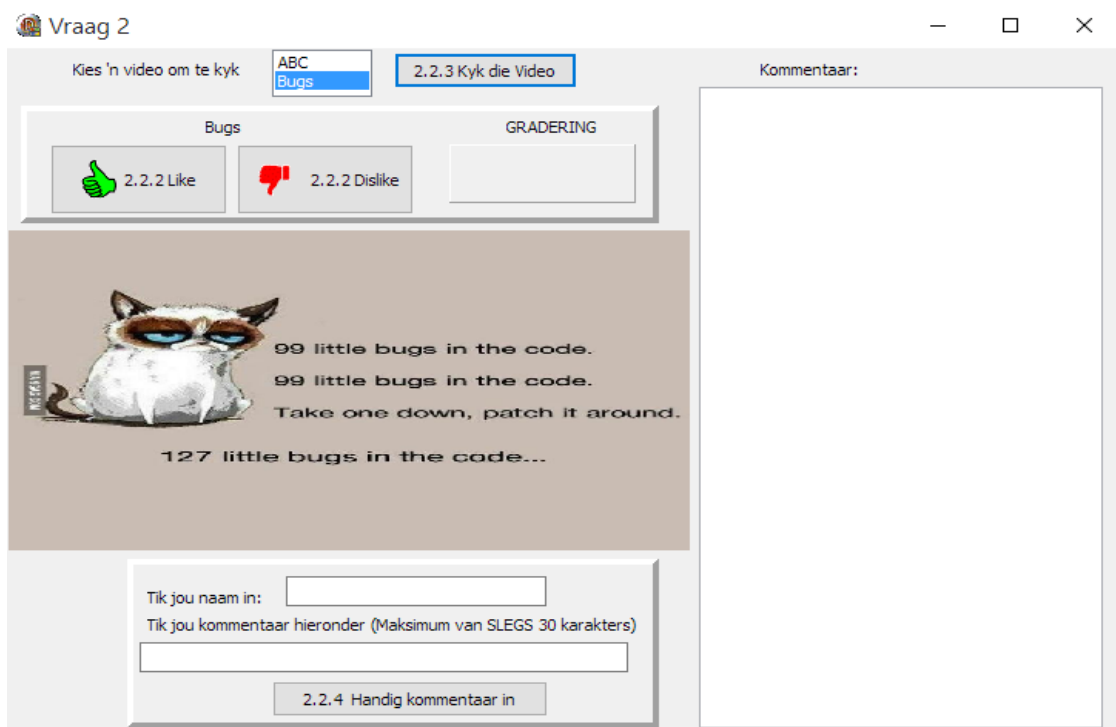 Vraag 2
Kies 'n video om te kyk
ABC
Bugs
2.2.3 Kyk die Video
Kommentaar:
Bugs
GRADERING
2.2.2 Like
2.2.2 Dislike
99 little bugs in the code.
99 little bugs in the code.
Take one down, patch it around.
127 little bugs in the code...
Tik jou naam in:
Tik jou kommentaar hieronder (Maksimum van SLEGS 30 karakters)
2.2.4 Handig kommentaar in